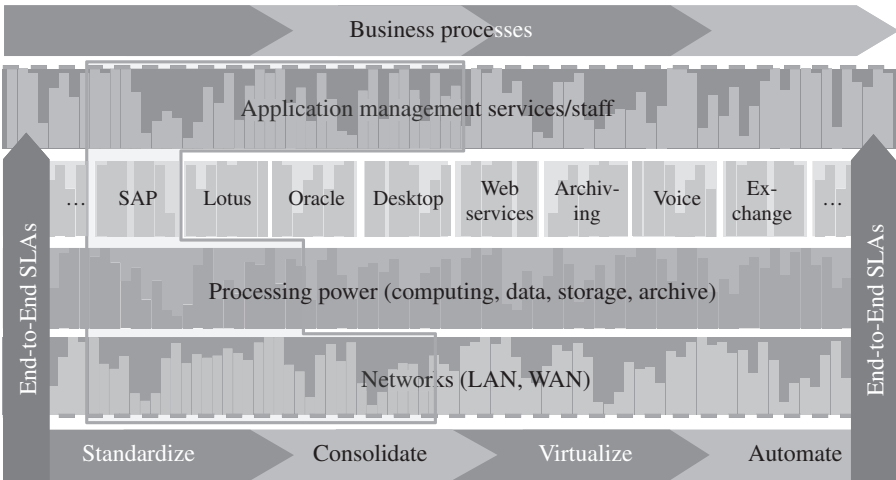 Business processes
Application management services/staff
… SAP Lotus Oracle Desktop Web services Archiv-ing Voice Ex-change …
Processing power (computing, data, storage, archive)
Networks (LAN, WAN)
End-to-End SLAs
End-to-End SLAs
Standardize Consolidate Virtualize Automate